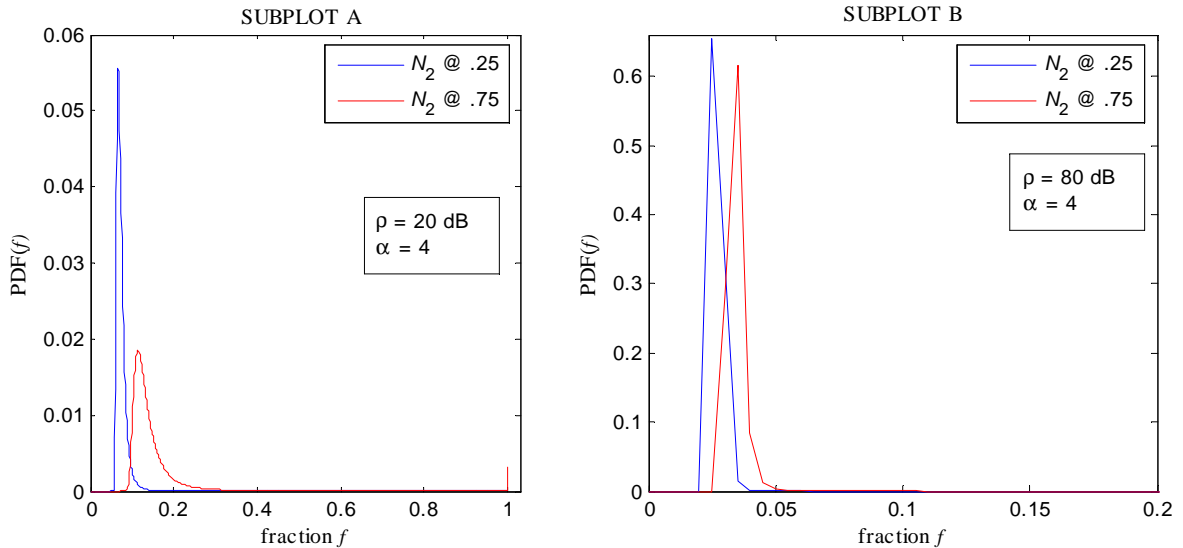 SUBPLOT A
0.06
0.05
0.04
0.03
0.02
0.01
0
PDF(f)
N2 @ .25
N2 @ .75
ρ = 20 dB
α = 4
0 0.2 0.4 0.6 0.8 1
fraction f
SUBPLOT B
0.6
0.5
0.4
0.3
0.2
0.1
0
PDF(f)
N2 @ .25
N2 @ .75
ρ = 80 dB
α = 4
0 0.05 0.1 0.15 0.2
fraction f